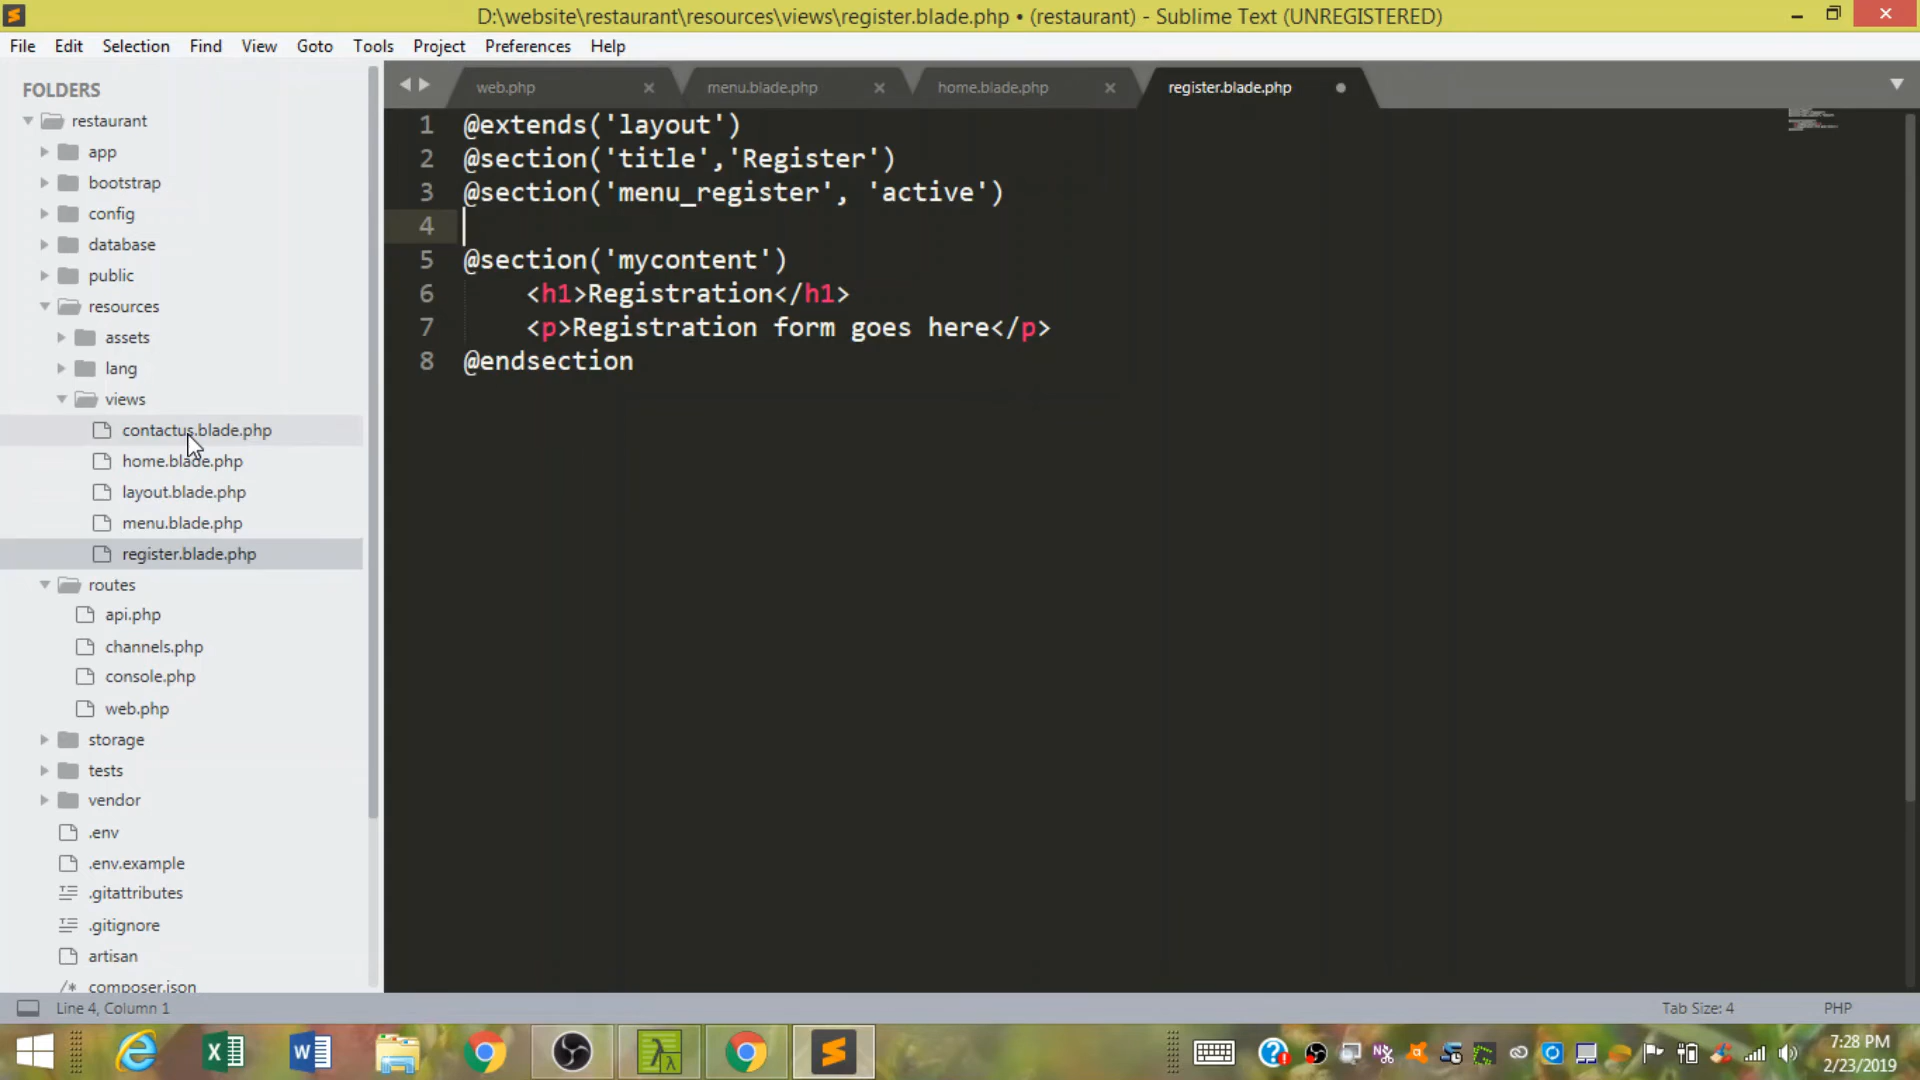 D:\website\restaurant\resources\views\register.blade.php • (restaurant) - Sublime Text (UNREGISTERED)
File Edit Selection Find View Goto Tools Project Preferences Help
FOLDERS
restaurant
app
bootstrap
config
database
public
resources
assets
lang
views
contactus.blade.php
home.blade.php
layout.blade.php
menu.blade.php
register.blade.php
routes
api.php
channels.php
console.php
web.php
storage
tests
vendor
.env
.env.example
.gitattributes
.gitignore
artisan
/* composer.json
web.php menu.blade.php home.blade.php register.blade.php
1 @extends('layout')
2 @section('title','Register')
3 @section('menu_register', 'active')
4
5 @section('mycontent')
6 <h1>Registration</h1>
7 <p>Registration form goes here</p>
8 @endsection
Line 4, Column 1
Tab Size: 4
PHP
7:28 PM
2/23/2019